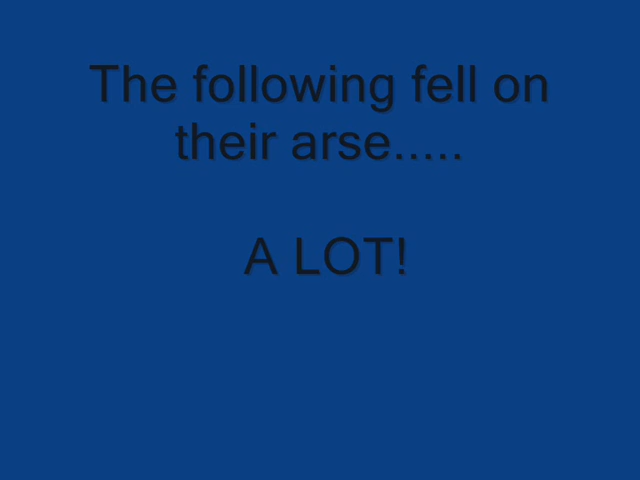 The following fell on
their arse.....
A LOT!